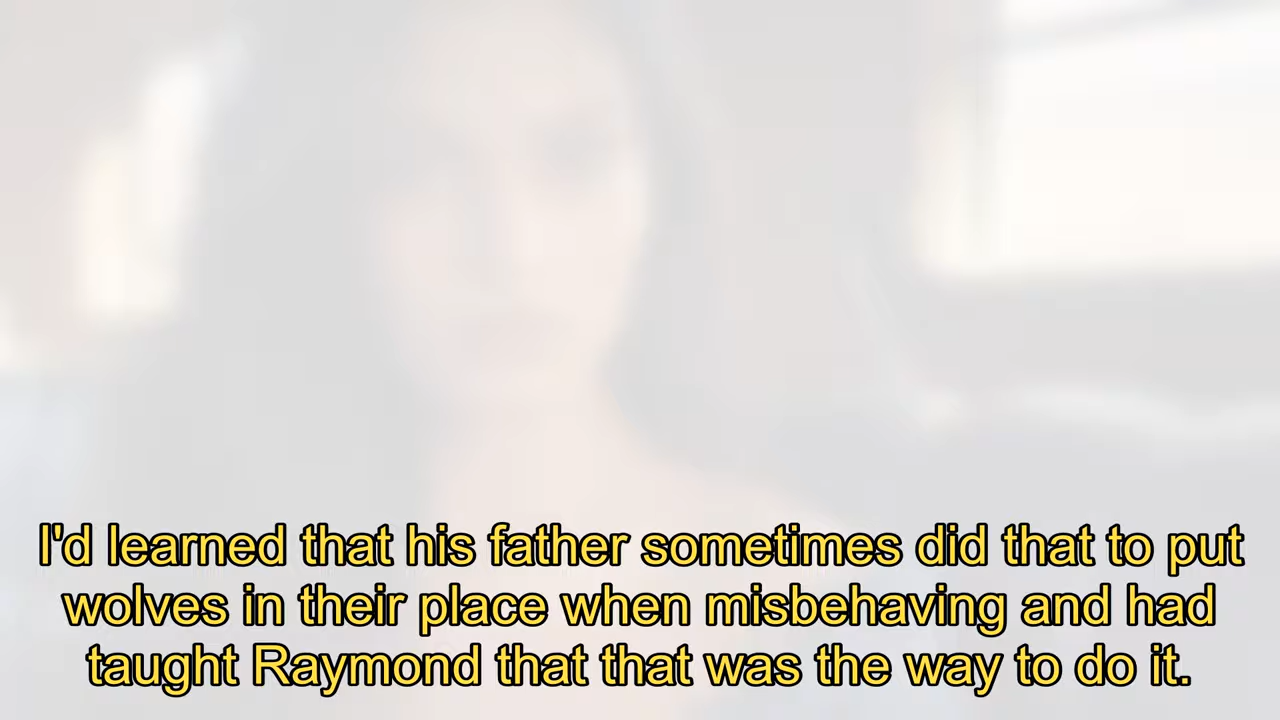 I'd learned that his father sometimes did that to put
wolves in their place when misbehaving and had
taught Raymond that that was the way to do it.